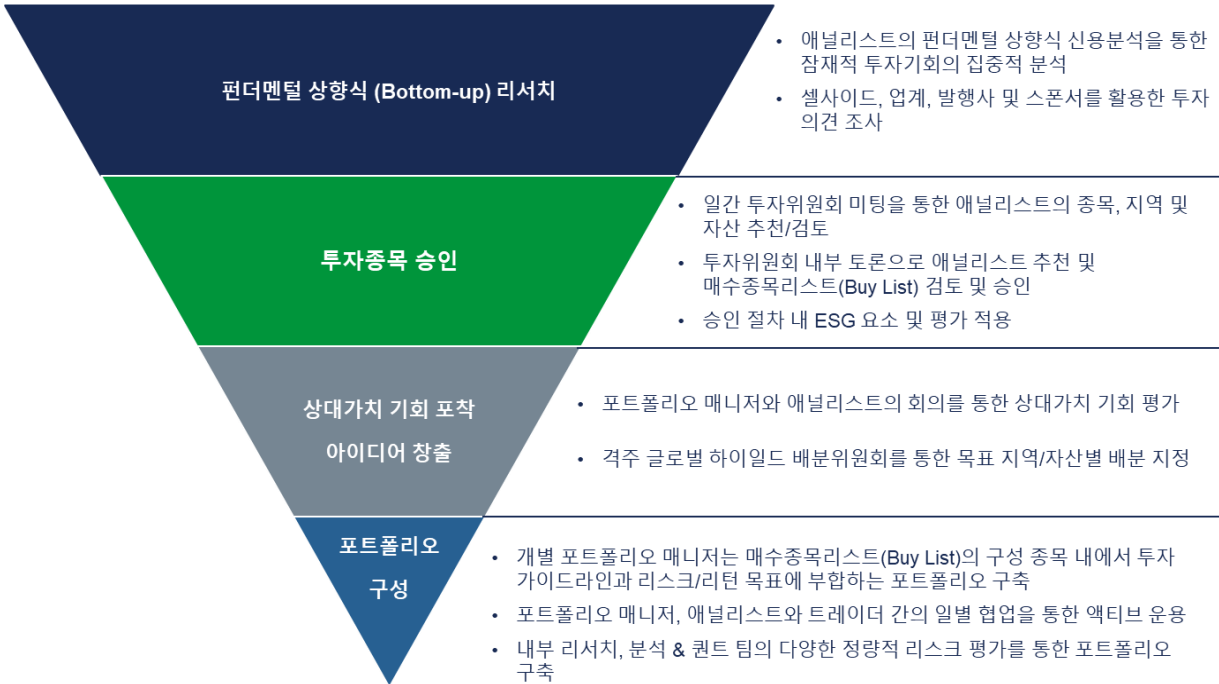 펀더멘털 상향식 (Bottom-up) 리서치
• 애널리스트의 펀더멘털 상향식 신용분석을 통한
잠재적 투자기회의 집중적 분석
• 셀사이드, 업계, 발행사 및 스폰서를 활용한 투자
의견 조사
투자종목 승인
• 일간 투자위원회 미팅을 통한 애널리스트의 종목, 지역 및
자산 추천/검토
• 투자위원회 내부 토론으로 애널리스트 추천 및
매수종목리스트(Buy List) 검토 및 승인
• 승인 절차 내 ESG 요소 및 평가 적용
상대가치 기회 포착
아이디어 창출
• 포트폴리오 매니저와 애널리스트의 회의를 통한 상대가치 기회 평가
• 격주 글로벌 하이일드 배분위원회를 통한 목표 지역/자산별 배분 지정
포트폴리오
구성
• 개별 포트폴리오 매니저는 매수종목리스트(Buy List)의 구성 종목 내에서 투자
가이드라인과 리스크/리턴 목표에 부합하는 포트폴리오 구축
• 포트폴리오 매니저, 애널리스트와 트레이더 간의 일별 협업을 통한 액티브 운용
• 내부 리서치, 분석 & 퀀트 팀의 다양한 정량적 리스크 평가를 통한 포트폴리오
구축